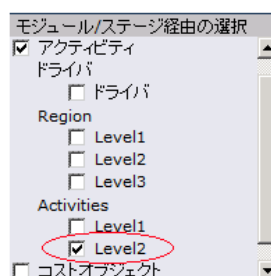 モジュール/ステージ経由の選択
アクティビティ
ドライバ
ドライバ
Region
Level1
Level2
Level3
Activities
Level1
Level2
コストオブジェクト